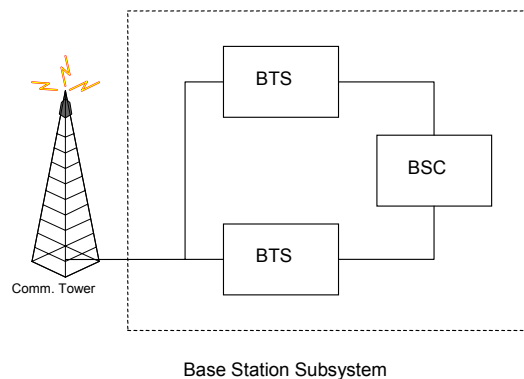 BTS
BSC
BTS
Comm. Tower
Base Station Subsystem